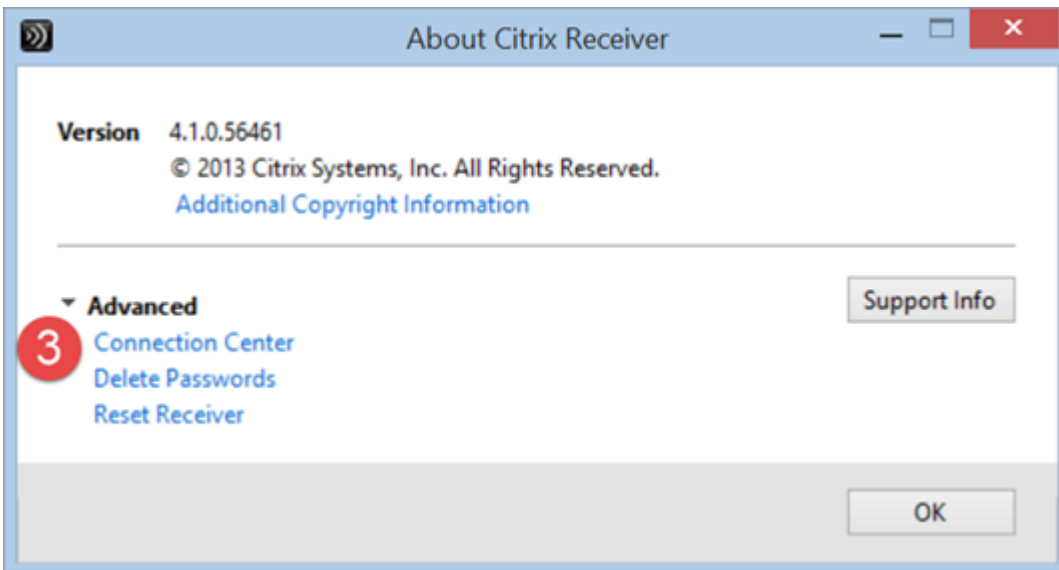 About Citrix Receiver
Version 4.1.0.56461
© 2013 Citrix Systems, Inc. All Rights Reserved.
Additional Copyright Information
Advanced
Support Info
3
Connection Center
Delete Passwords
Reset Receiver
OK